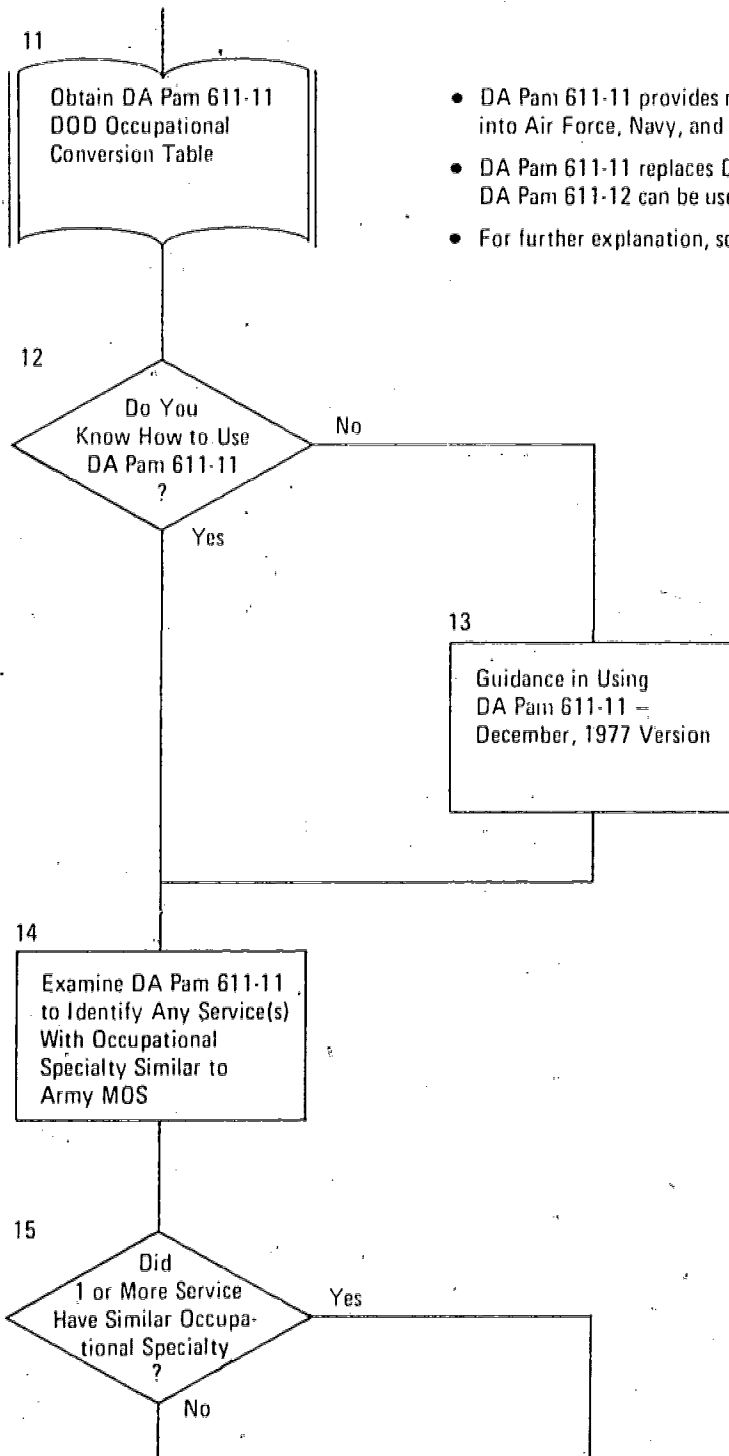 11
Obtain DA Pam 611-11
DOD Occupational
Conversion Table
• DA Pam 611-11 provides
into Air Force, Navy, and
• DA Pam 611-11 replaces
DA Pam 611-12 can be
• For further explanation,
12
Do You
Know How to Use
DA Pam 611-11
?
No
Yes
13
Guidance in Using
DA Pam 611-11 –
December, 1977 Version
14
Examine DA Pam 611-11
to Identify Any Service(s)
With Occupational
Specialty Similar to
Army MOS
15
Did
1 or More Service
Have Similar Occupa-
tional Specialty
?
Yes
No